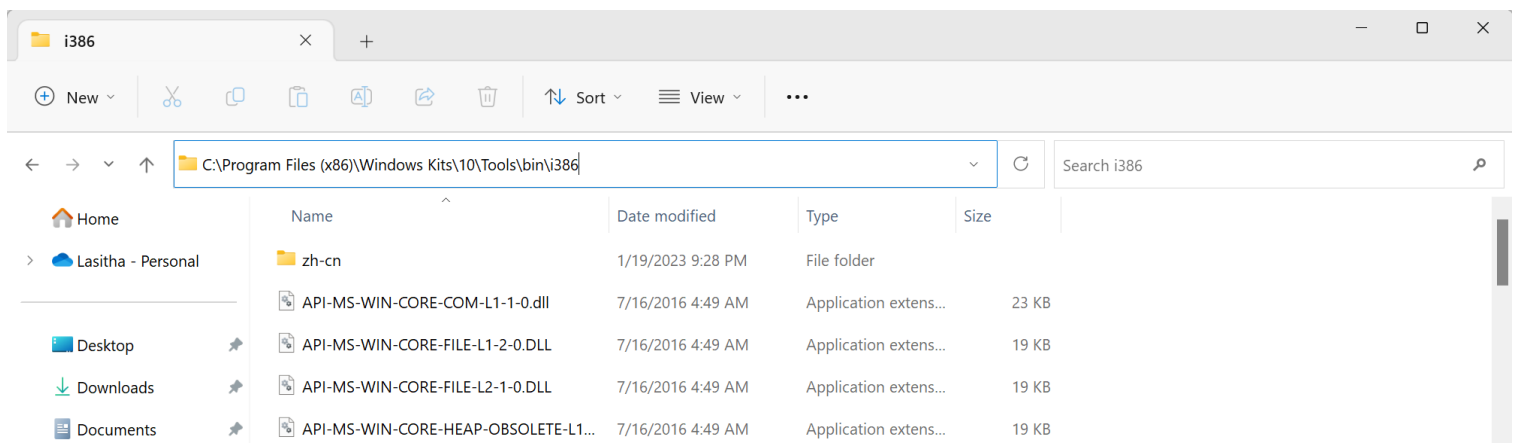 i386
New
Sort
View
C:\Program Files (x86)\Windows Kits\10\Tools\bin\i386
Search i386
Home
Lasitha - Personal
Desktop
Downloads
Documents
Name Date modified Type Size
zh-cn 1/19/2023 9:28 PM File folder
API-MS-WIN-CORE-COM-L1-1-0.dll 7/16/2016 4:49 AM Application extens... 23 KB
API-MS-WIN-CORE-FILE-L1-2-0.DLL 7/16/2016 4:49 AM Application extens... 19 KB
API-MS-WIN-CORE-FILE-L2-1-0.DLL 7/16/2016 4:49 AM Application extens... 19 KB
API-MS-WIN-CORE-HEAP-OBSOLETE-L1... 7/16/2016 4:49 AM Application extens... 19 KB